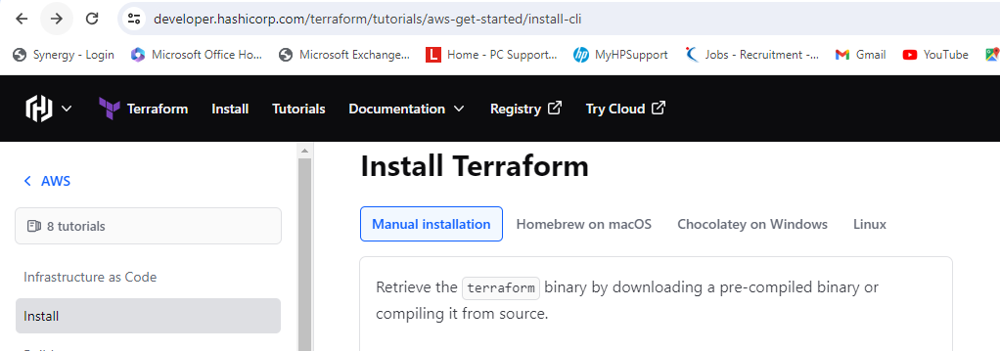 developer.hashicorp.com/terraform/tutorials/aws-get-started/install-cli
Synergy - Login Microsoft Office Ho... Microsoft Exchange... L Home - PC Support... hp MyHPSupport Jobs - Recruitment -... Gmail YouTube
Terraform Install Tutorials Documentation Registry Try Cloud
AWS
8 tutorials
Infrastructure as Code
Install
Install Terraform
Manual installation Homebrew on macOS Chocolatey on Windows Linux
Retrieve the terraform binary by downloading a pre-compiled binary or
compiling it from source.